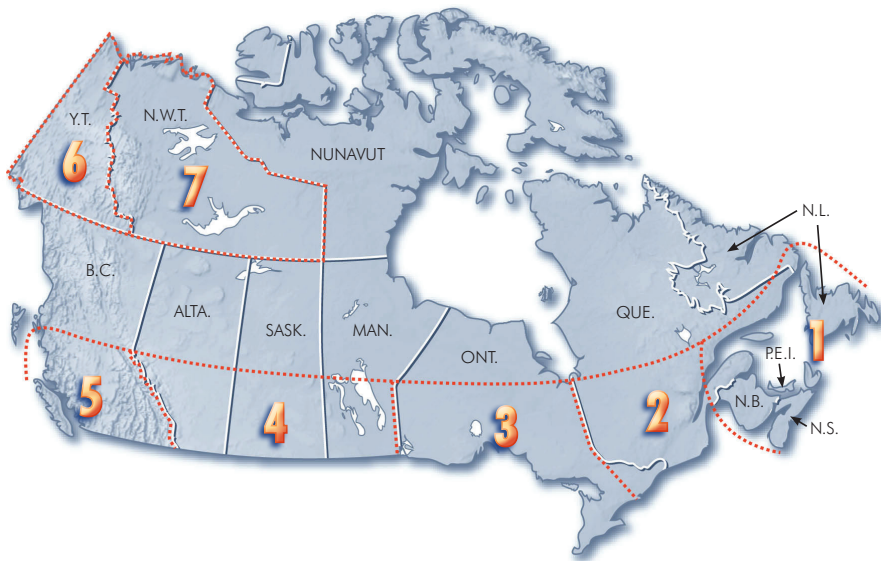 Y.T.
N.W.T.
NUNAVUT
6
7
N.L.
B.C.
ALTA.
SASK.
MAN.
ONT.
QUE.
1
P.E.I.
N.B.
N.S.
5
4
3
2